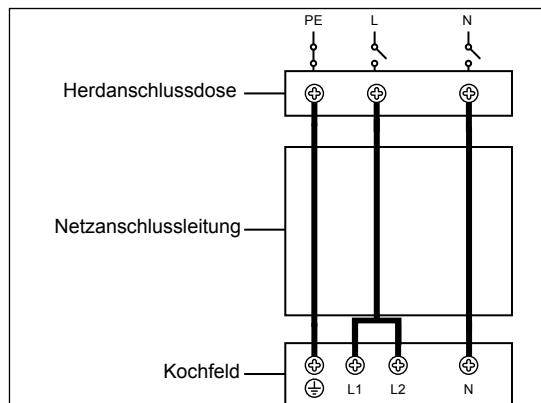 PE L N
Herdanschlussdose
Netzanschlussleitung
Kochfeld
L1 L2 N